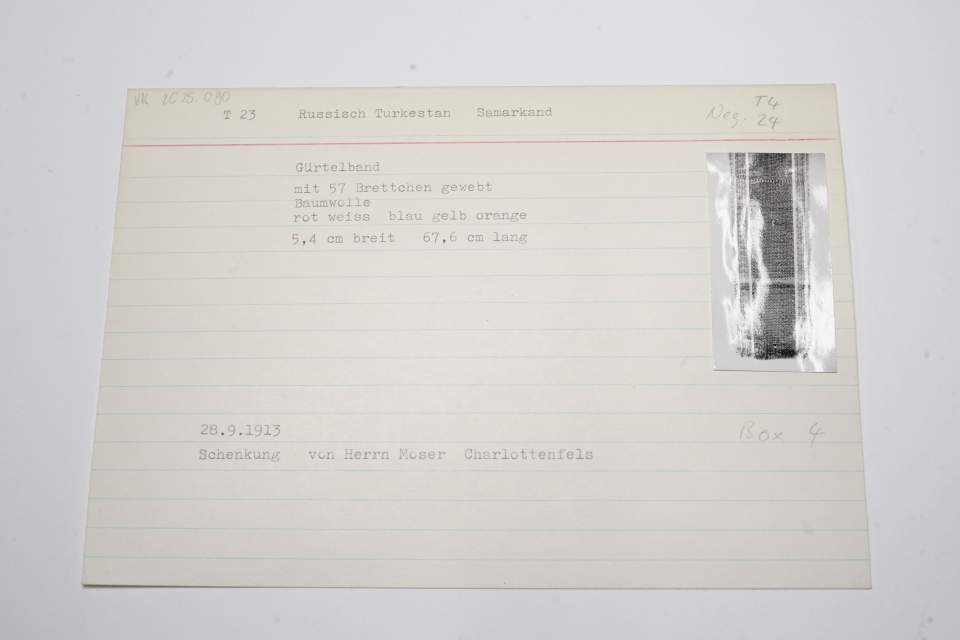 VK 2025.090
T 23 Russisch Turkestan Samarkand
T4
Neg. 24
Gürtelband
mit 57 Brettchen gewebt
Baumwolle
rot weiss blau gelb orange
5,4 cm breit 67,6 cm lang
28.9.1913
Box 4
Schenkung von Herrn Moser Charlottenfels